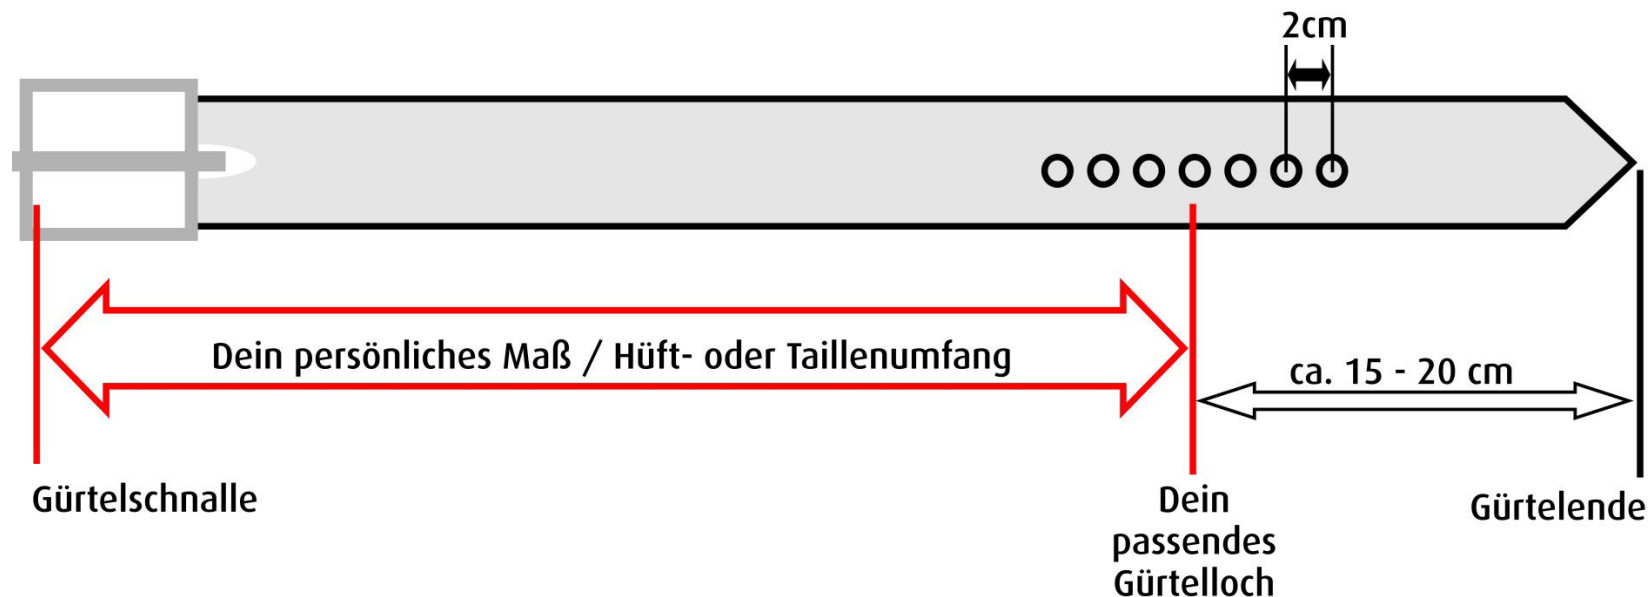 2cm
Dein persönliches Maß / Hüft- oder Taillenumfang
ca. 15 - 20 cm
Gürtelschnalle
Dein
passendes
Gürtelloch
Gürtelende